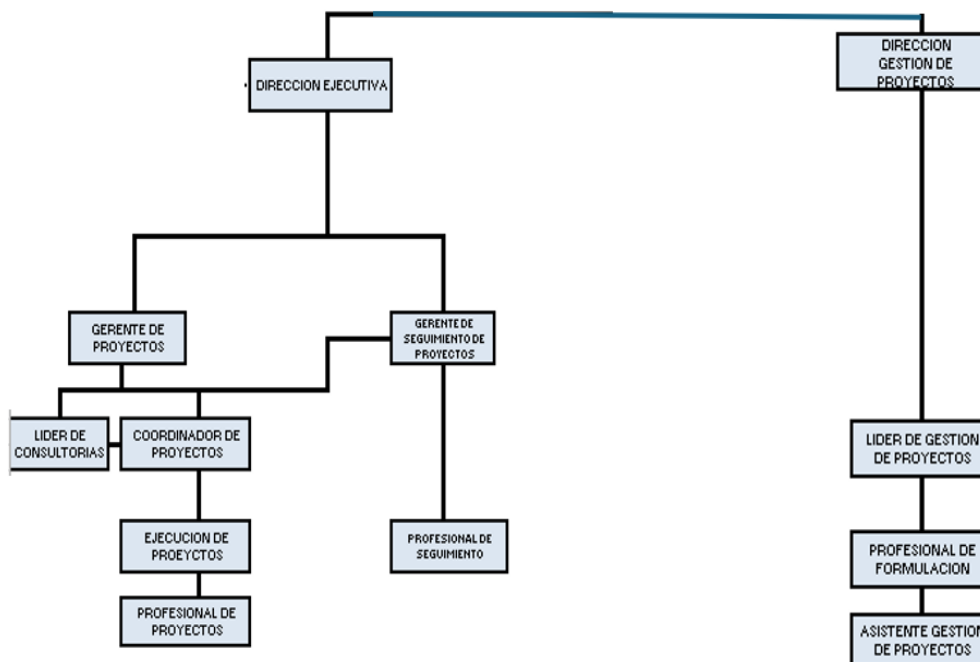 DIRECCION
GESTION DE
PROYECTOS
DIRECCION EJECUTIVA
GERENTE DE
PROYECTOS
GERENTE DE
SEGUIMIENTO DE
PROYECTOS
LIDER DE
CONSULTORIAS
COORDINADOR DE
PROYECTOS
LIDER DE GESTION
DE PROYECTOS
EJECUCION DE
PROEYCTOS
PROFESIONAL DE
SEGUIMIENTO
PROFESIONAL DE
FORMULACION
PROFESIONAL DE
PROYECTOS
ASISTENTE GESTION
DE PROYECTOS